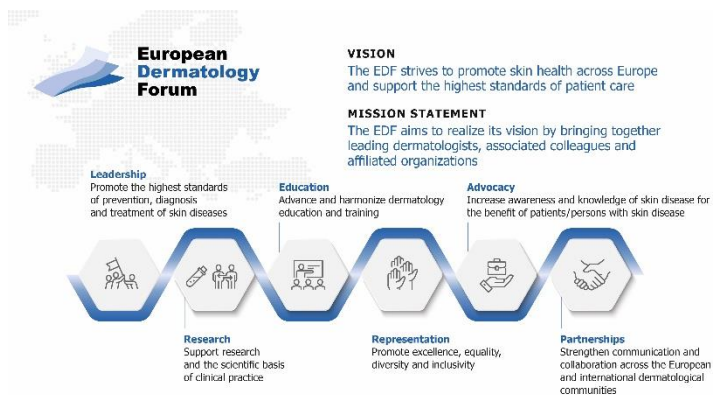 European
Dermatology
Forum
VISION
The EDF strives to promote skin health across Europe
and support the highest standards of patient care
MISSION STATEMENT
The EDF aims to realize its vision by bringing together
leading dermatologists, associated colleagues and
affiliated organizations
Leadership
Promote the highest standards
of prevention, diagnosis
and treatment of skin diseases
Education
Advance and harmonize dermatology
education and training
Advocacy
Increase awareness and knowledge of skin disease for
the benefit of patients/persons with skin disease
Research
Support research
and the scientific basis
of clinical practice
Representation
Promote excellence, equality,
diversity and inclusivity
Partnerships
Strengthen communication and
collaboration across the European
and international dermatological
communities